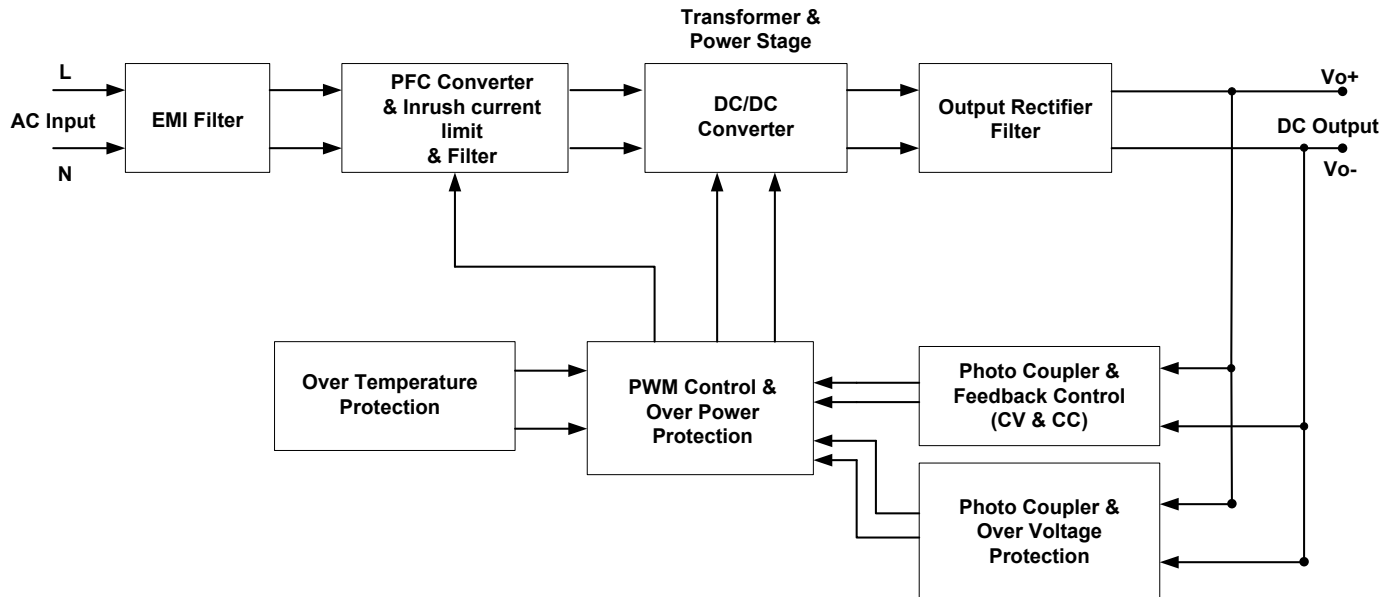 Transformer &
Power Stage
L
AC Input
N
EMI Filter
PFC Converter
& Inrush current
limit
& Filter
DC/DC
Converter
Output Rectifier
Filter
Vo+
DC Output
Vo-
Over Temperature
Protection
PWM Control &
Over Power
Protection
Photo Coupler &
Feedback Control
(CV & CC)
Photo Coupler &
Over Voltage
Protection